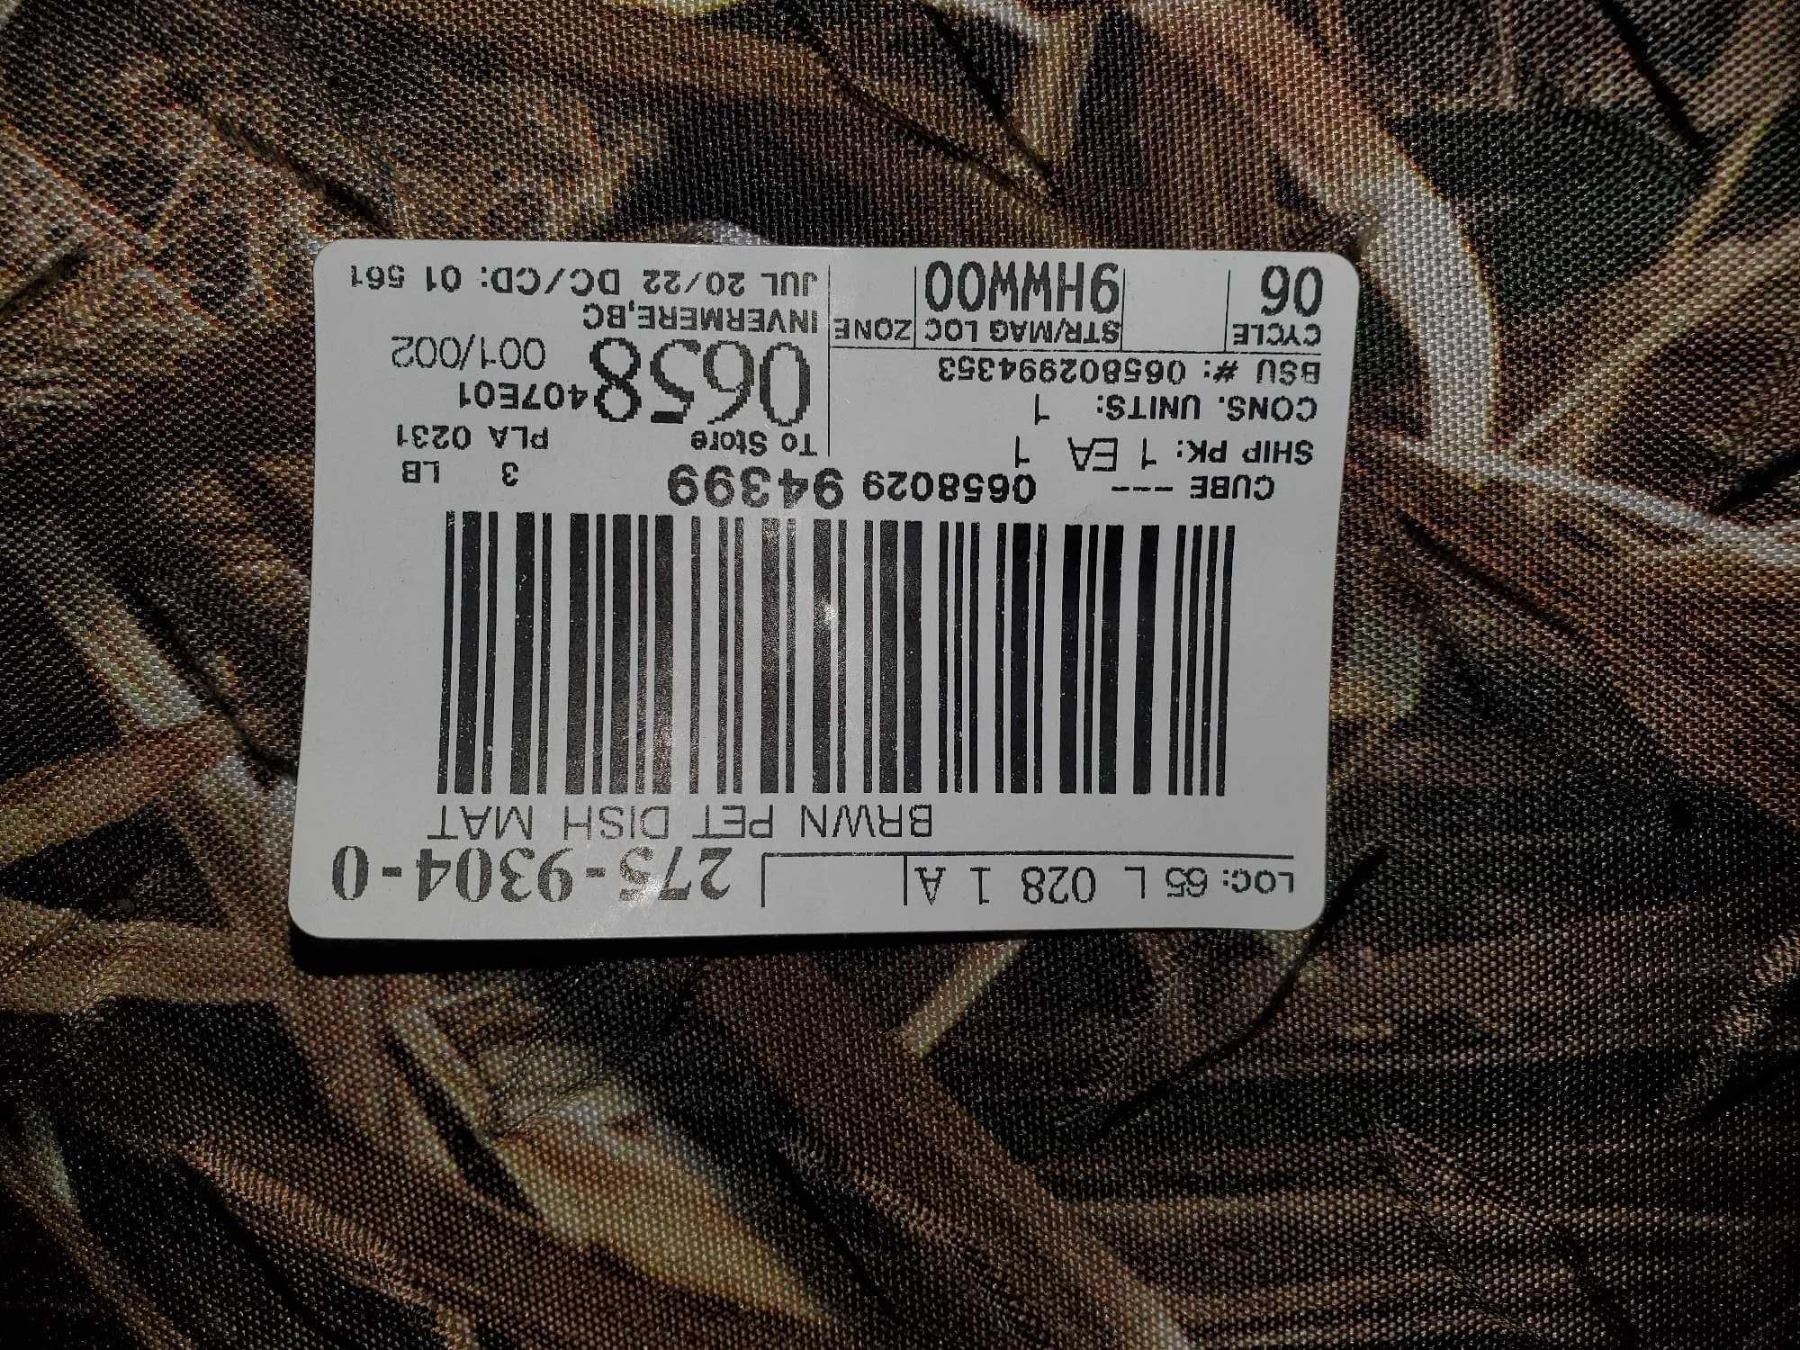 LOC: 65 L 028 1 A 275-9304-0
BRWN PET DISH MAT
CUBE --- 0658029 94399 3 LB
SHIP PK: 1 EA 1 To Store PLA 0231
CONS. UNITS: 1 0658 407E01
BSU #: 065802994353 001/002
CYCLE STR/MAG LOC ZONE INVERMERE,BC
06 9HWW00 JUL 20/22 DC/CD: 01 561